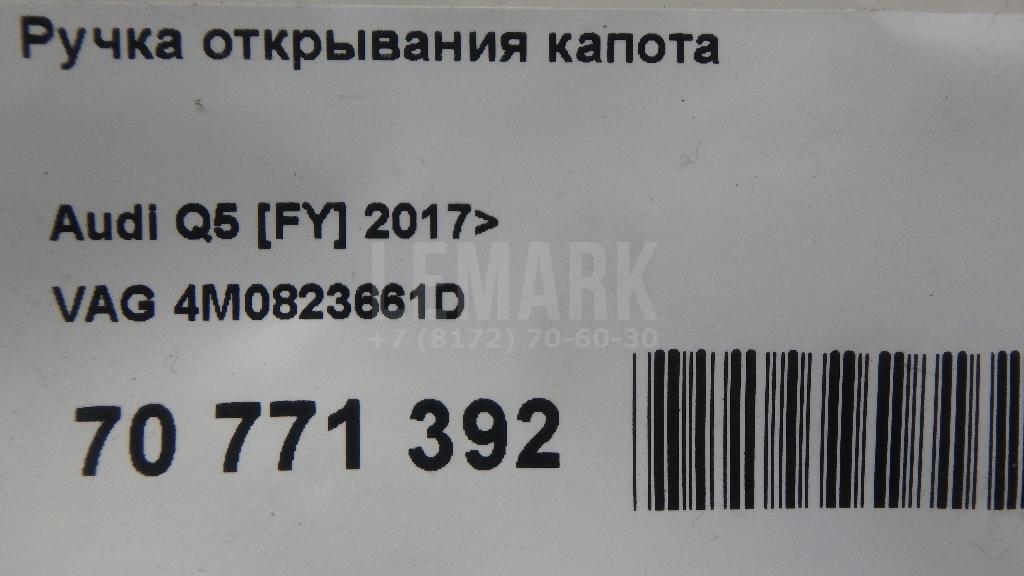 Ручка открывания капота
Audi Q5 [FY] 2017>
LEMARK
VAG 4M0823661D
+7 (8172) 70-60-30
70 771 392